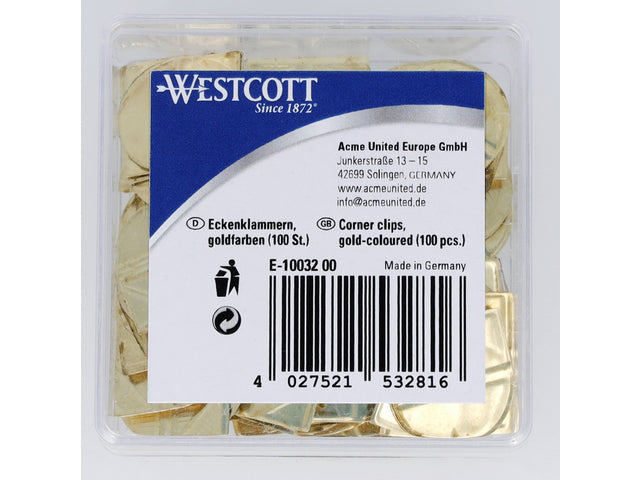 WESTCOTT
Since 1872®
Acme United Europe GmbH
Junkerstraße 13 – 15
42699 Solingen, GERMANY
www.acmeunited.de
info@acmeunited.de
D Eckenklammern,
goldfarben (100 St.)
GB Corner clips,
gold-coloured (100 pcs.)
E-10032 00
Made in Germany
4 027521 532816